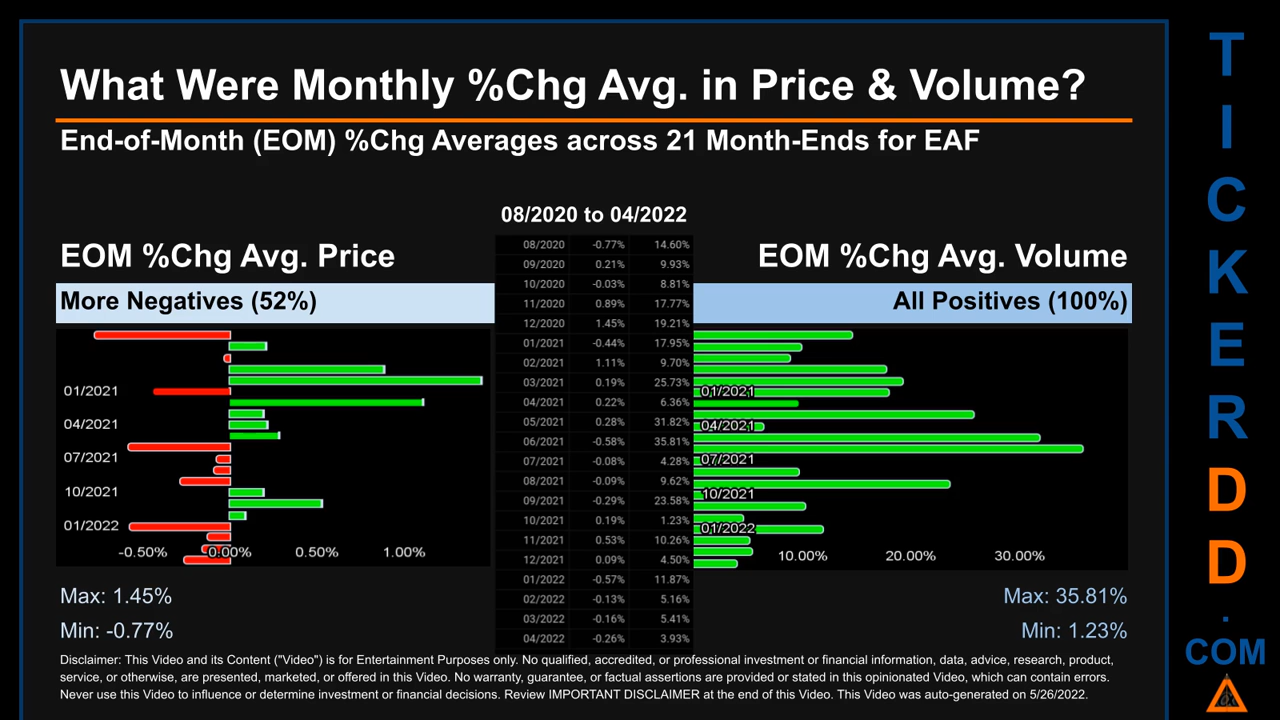 What Were Monthly %Chg Avg. in Price & Volume?
End-of-Month (EOM) %Chg Averages across 21 Month-Ends for EAF
08/2020 to 04/2022
EOM %Chg Avg. Price
EOM %Chg Avg. Volume
More Negatives (52%)
All Positives (100%)
08/2020 -0.77% 14.60%
09/2020 0.21% 9.93%
10/2020 -0.03% 8.81%
11/2020 0.89% 17.77%
12/2020 1.45% 19.21%
01/2021 -0.44% 17.95%
02/2021 1.11% 9.70%
03/2021 0.19% 25.73%
04/2021 0.22% 6.36%
05/2021 0.28% 31.82%
06/2021 -0.58% 35.81%
07/2021 -0.08% 4.28%
08/2021 -0.09% 9.62%
09/2021 -0.29% 23.58%
10/2021 0.19% 1.23%
11/2021 0.53% 10.26%
12/2021 0.09% 4.50%
01/2022 -0.57% 11.87%
02/2022 -0.13% 5.16%
03/2022 -0.16% 5.41%
04/2022 -0.26% 3.93%
01/2021
04/2021
07/2021
10/2021
01/2022
-0.50% 0.00% 0.50% 1.00%
01/2021
04/2021
07/2021
10/2021
01/2022
10.00% 20.00% 30.00%
Max: 1.45%
Min: -0.77%
Max: 35.81%
Min: 1.23%
Disclaimer: This Video and its Content ("Video") is for Entertainment Purposes only. No qualified, accredited, or professional investment or financial information, data, advice, research, product,
service, or otherwise, are presented, marketed, or offered in this Video. No warranty, guarantee, or factual assertions are provided or stated in this opinionated Video, which can contain errors.
Never use this Video to influence or determine investment or financial decisions. Review IMPORTANT DISCLAIMER at the end of this Video. This Video was auto-generated on 5/26/2022.
T
I
C
K
E
R
D
D
.
COM